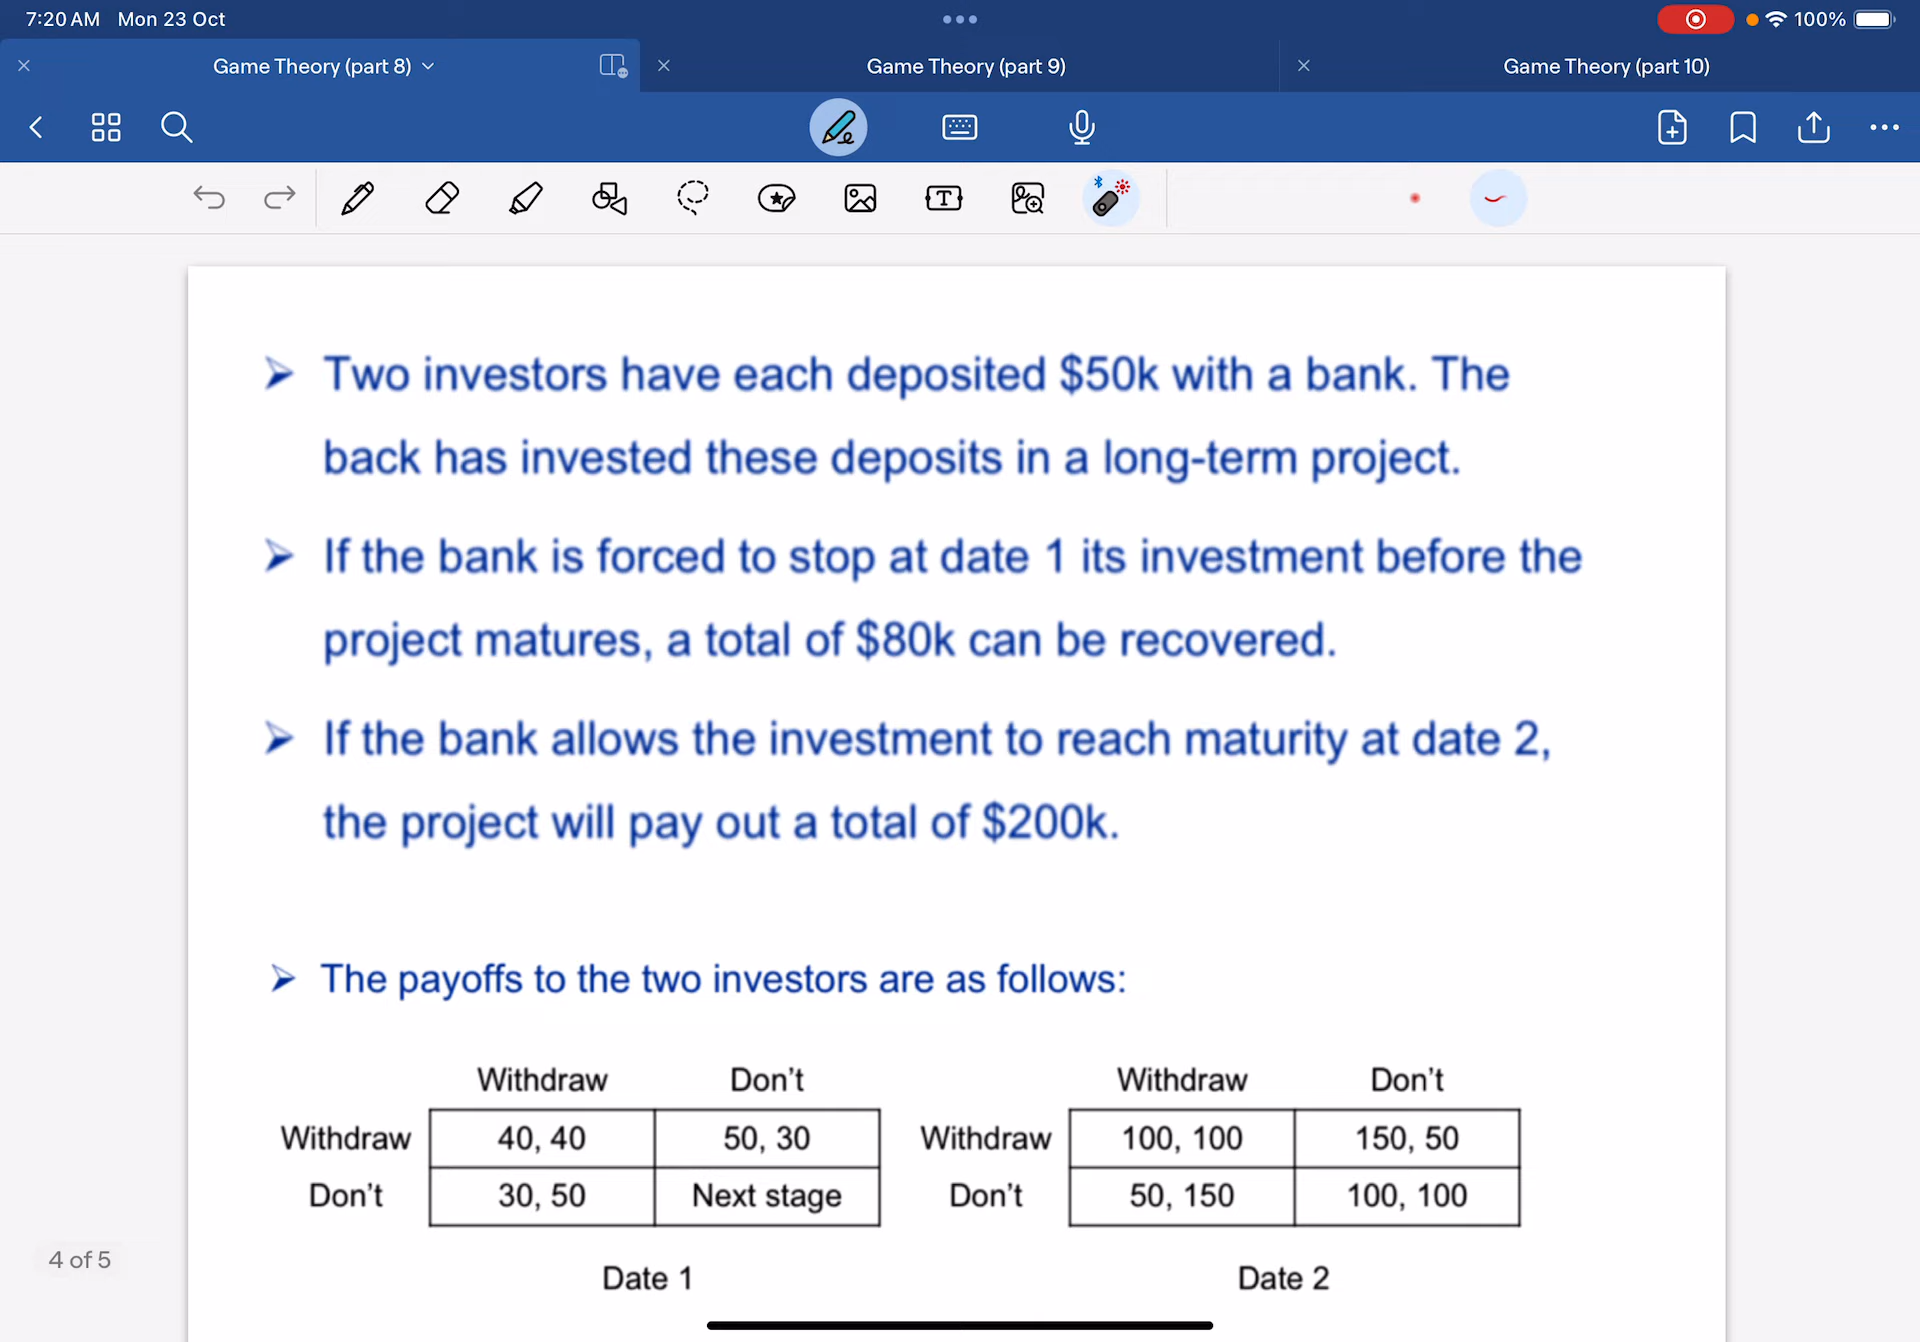 7:20 AM Mon 23 Oct
100%
Game Theory (part 8)
Game Theory (part 9)
Game Theory (part 10)
Two investors have each deposited $50k with a bank. The
back has invested these deposits in a long-term project.
If the bank is forced to stop at date 1 its investment before the
project matures, a total of $80k can be recovered.
If the bank allows the investment to reach maturity at date 2,
the project will pay out a total of $200k.
The payoffs to the two investors are as follows:
Withdraw Don't Withdraw Don't
Withdraw 40, 40 50, 30 Withdraw 100, 100 150, 50
Don't 30, 50 Next stage Don't 50, 150 100, 100
4 of 5
Date 1 Date 2